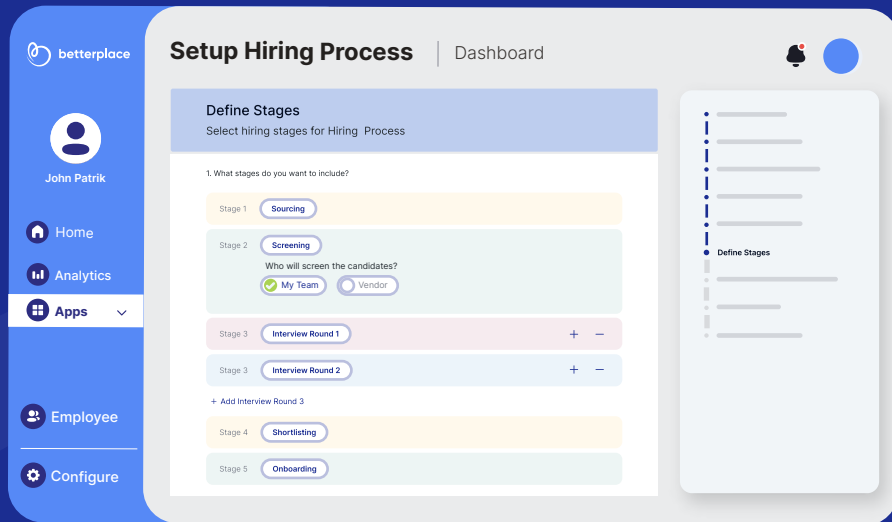 betterplace
John Patrik
Home
Analytics
Apps
Employee
Configure
Setup Hiring Process
Dashboard
Define Stages
Select hiring stages for Hiring Process
1. What stages do you want to include?
Stage 1 Sourcing
Stage 2 Screening
Who will screen the candidates?
My Team Vendor
Stage 3 Interview Round 1 + −
Stage 3 Interview Round 2 + −
+ Add Interview Round 3
Stage 4 Shortlisting
Stage 5 Onboarding
Define Stages